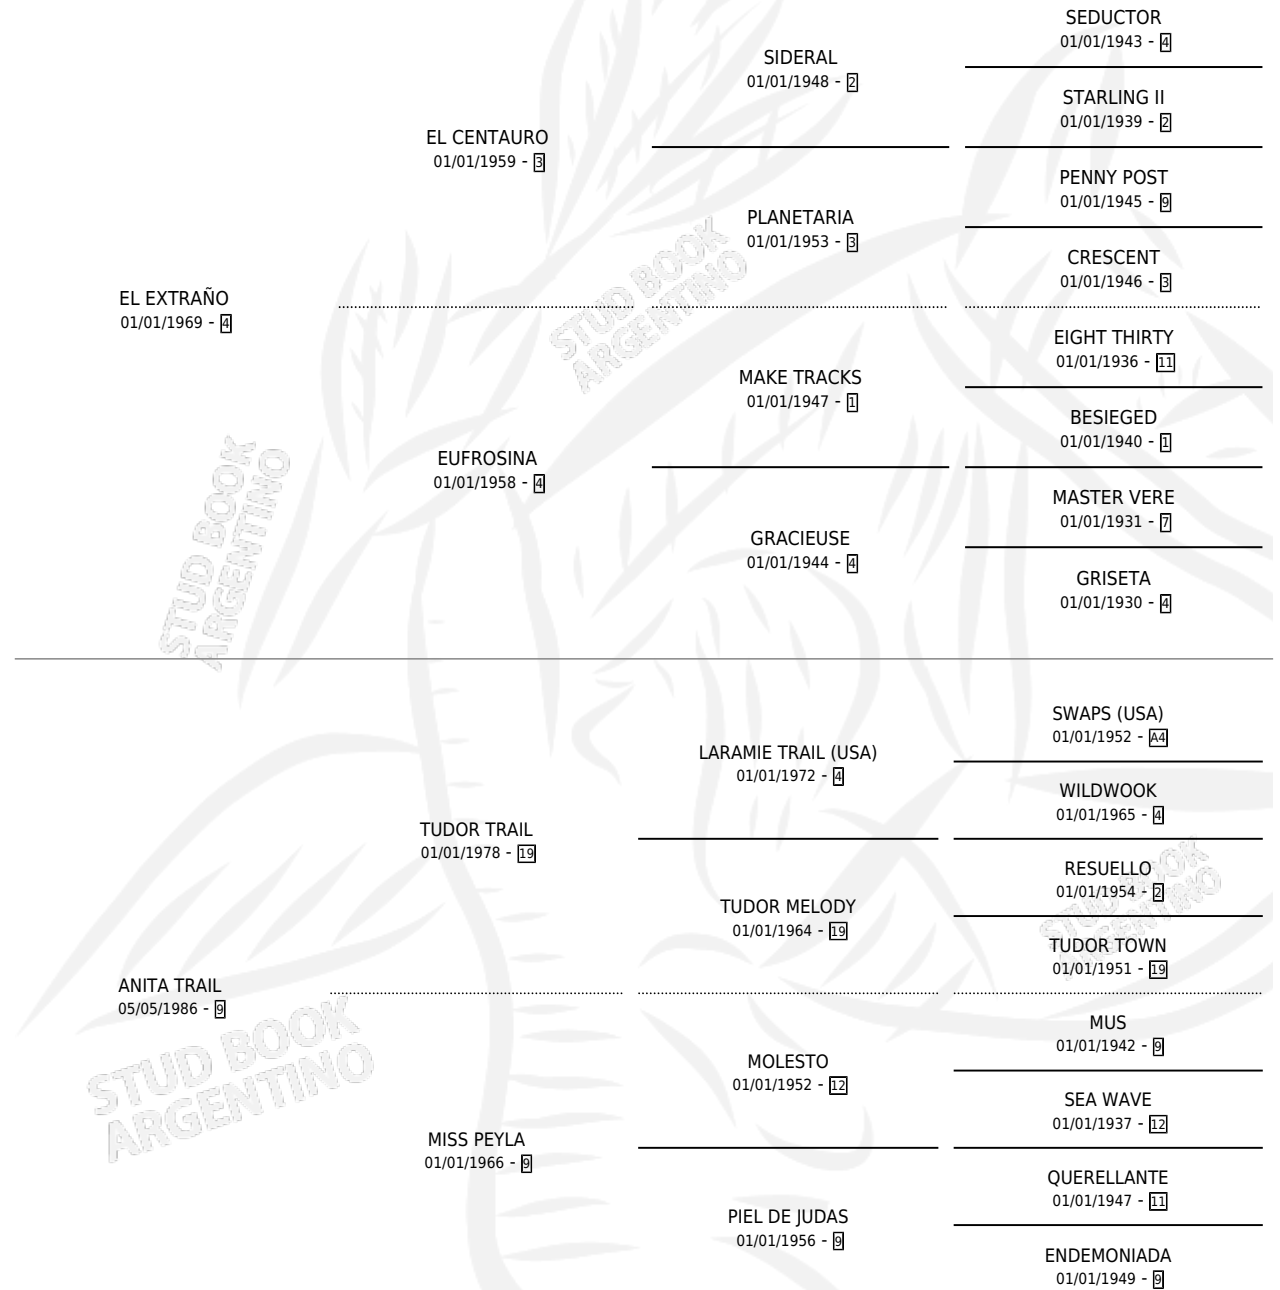 SEDUCTOR
01/01/1943 - 4
SIDERAL
01/01/1948 - 2
STARLING II
01/01/1939 - 2
EL CENTAURO
01/01/1959 - 3
PENNY POST
01/01/1945 - 9
PLANETARIA
01/01/1953 - 3
CRESCENT
01/01/1946 - 3
EL EXTRAÑO
01/01/1969 - 4
EIGHT THIRTY
01/01/1936 - 11
MAKE TRACKS
01/01/1947 - 1
BESIEGED
01/01/1940 - 1
EUFROSINA
01/01/1958 - 4
MASTER VERE
01/01/1931 - 7
GRACIEUSE
01/01/1944 - 4
GRISETA
01/01/1930 - 4
STUD BOOK
ARGENTINO
STUD BOOK
ARGENTINO
SWAPS (USA)
01/01/1952 - A4
LARAMIE TRAIL (USA)
01/01/1972 - 4
WILDWOOK
01/01/1965 - 4
TUDOR TRAIL
01/01/1978 - 19
RESUELLO
01/01/1954 - 2
TUDOR MELODY
01/01/1964 - 19
TUDOR TOWN
01/01/1951 - 19
STUD BOOK
ARGENTINO
ANITA TRAIL
05/05/1986 - 9
MUS
01/01/1942 - 9
MOLESTO
01/01/1952 - 12
SEA WAVE
01/01/1937 - 12
STUD BOOK
ARGENTINO
MISS PEYLA
01/01/1966 - 9
QUERELLANTE
01/01/1947 - 11
PIEL DE JUDAS
01/01/1956 - 9
ENDEMONIADA
01/01/1949 - 9